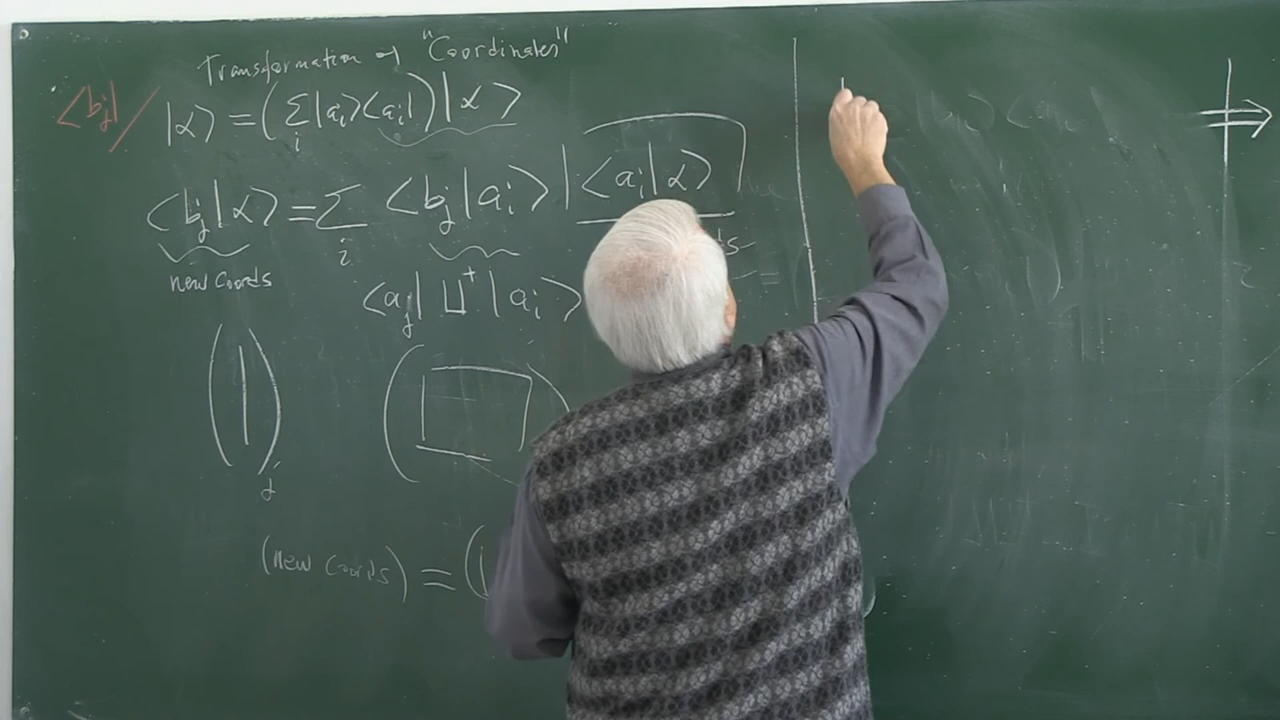 Transformation of "Coordinates"
<bj|/ |α> = (Σi |ai><ai|)|α>
<bj|α> = Σi <bj|ai> |<ai|α>
new coords
<aj|U†|ai>
( | )j
(new coords) = (